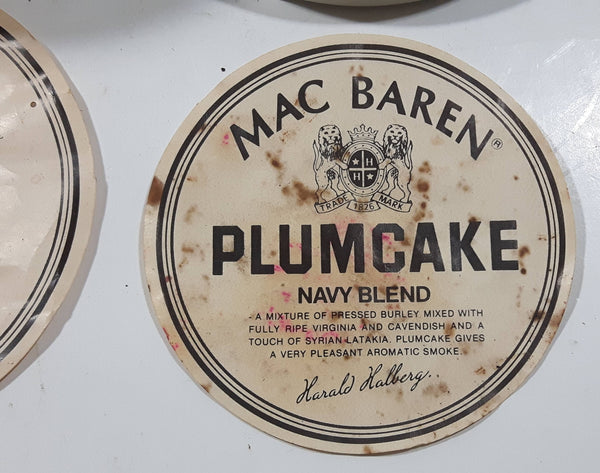 MAC BAREN®
H H
TRADE 1826 MARK
PLUMCAKE
NAVY BLEND
- A MIXTURE OF PRESSED BURLEY MIXED WITH
FULLY RIPE VIRGINIA AND CAVENDISH AND A
TOUCH OF SYRIAN LATAKIA. PLUMCAKE GIVES
A VERY PLEASANT AROMATIC SMOKE.
Harald Halberg.